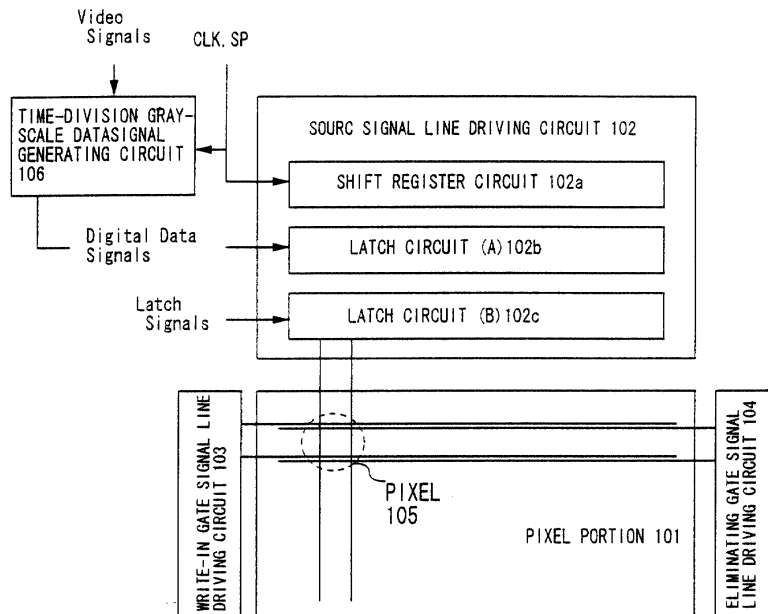 Video
Signals
CLK.SP
TIME-DIVISION GRAY-
SCALE DATASIGNAL
GENERATING CIRCUIT
106
SOURC SIGNAL LINE DRIVING CIRCUIT 102
SHIFT REGISTER CIRCUIT 102a
Digital Data
Signals
LATCH CIRCUIT (A)102b
Latch
Signals
LATCH CIRCUIT (B)102c
WRITE-IN GATE SIGNAL LINE
DRIVING CIRCUIT 103
PIXEL
105
PIXEL PORTION 101
ELIMINATING GATE SIGNAL
LINE DRIVING CIRCUIT 104